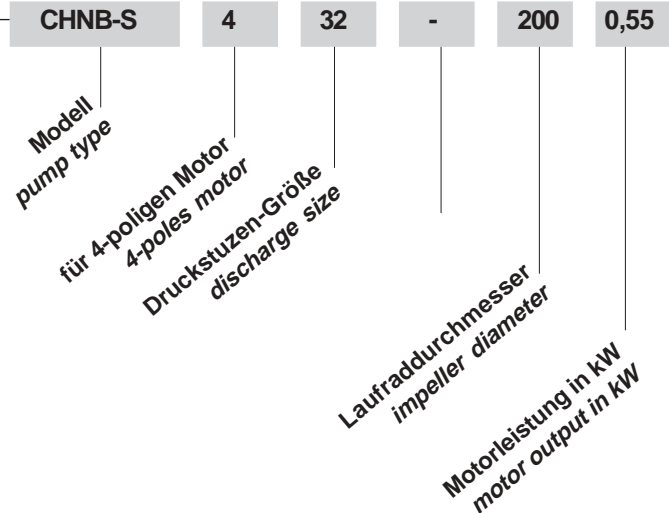 CHNB-S 4 32 - 200 0,55
Modell
pump type
für 4-poligen Motor
4-poles motor
Druckstuzen-Größe
discharge size
Laufraddurchmesser
impeller diameter
Motorleistung in kW
motor output in kW